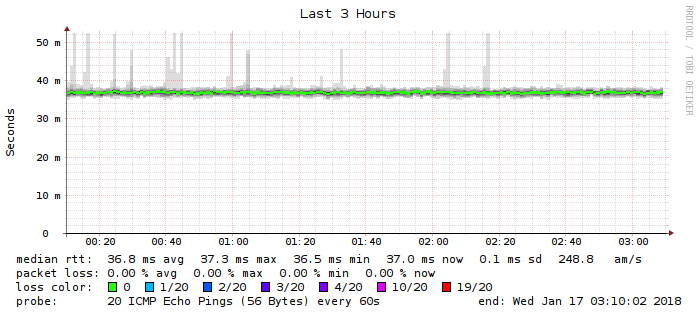 Last 3 Hours
RRDTOOL / TOBI OETIKER
Seconds
50 m
40 m
30 m
20 m
10 m
0
00:20 00:40 01:00 01:20 01:40 02:00 02:20 02:40 03:00
median rtt: 36.8 ms avg 37.3 ms max 36.5 ms min 37.0 ms now 0.1 ms sd 248.8 am/s
packet loss: 0.00 % avg 0.00 % max 0.00 % min 0.00 % now
loss color: 0 1/20 2/20 3/20 4/20 10/20 19/20
probe: 20 ICMP Echo Pings (56 Bytes) every 60s end: Wed Jan 17 03:10:02 2018